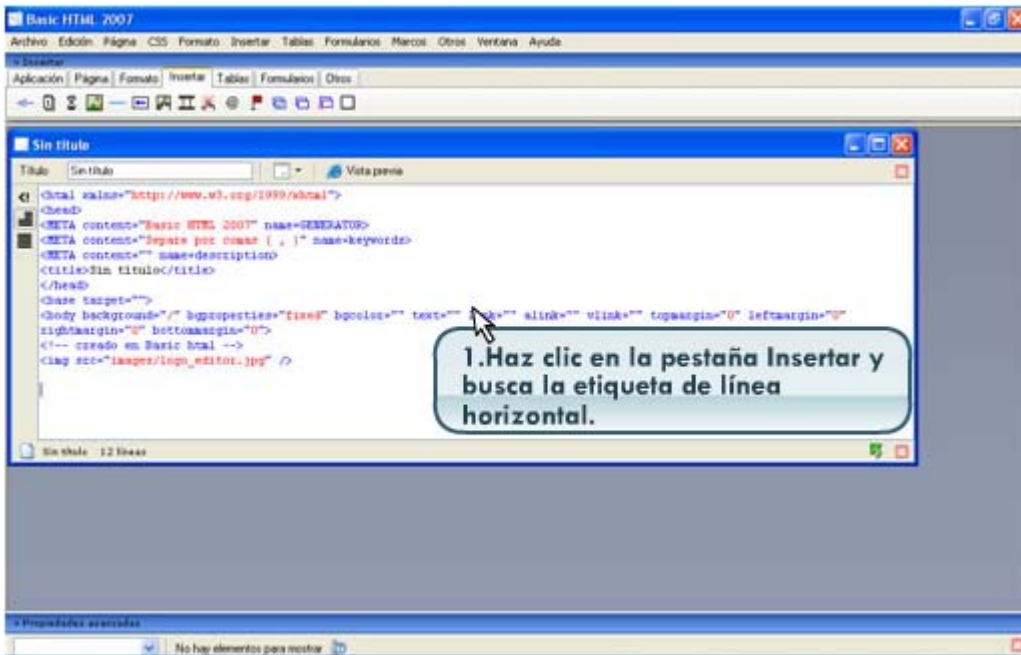 Basic HTML 2007
Archivo Edición Página CSS Formato Insertar Tablas Formularios Marcos Otros Ventana Ayuda
Insertar
Aplicación Página Formato Insertar Tablas Formularios Otros
Sin título
Título Sin título Vista previa
<html xmlns="http://www.w3.org/1999/xhtml">
<head>
<META content="Basic HTML 2007" name=GENERATOR>
<META content="Separe por comas ( , )" name=keywords>
<META content="" name=description>
<title>Sin título</title>
</head>
<base target="">
<body background="/" bgproperties="fixed" bgcolor="" text="" link="" alink="" vlink="" topmargin="0" leftmargin="0"
rightmargin="0" bottommargin="0">
<!-- creado en Basic html -->
<img src="images/logo_editor.jpg" />
1.Haz clic en la pestaña Insertar y
busca la etiqueta de línea
horizontal.
Sin título 12 líneas
Propiedades avanzadas
No hay elementos para mostrar